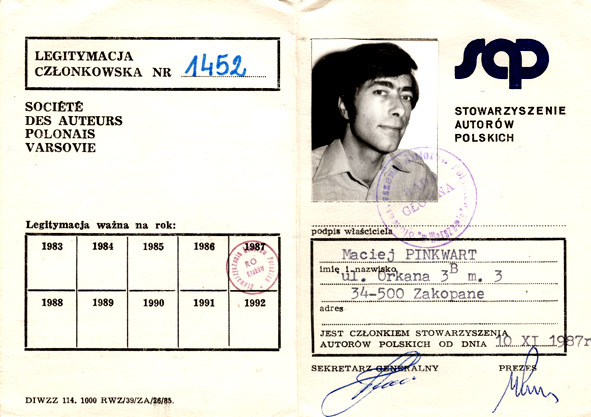 LEGITYMACJA
CZŁONKOWSKA NR 1452
SOCIÉTÉ
DES AUTEURS
POLONAIS
VARSOVIE
Legitymacja ważna na rok:
1983 1984 1985 1986 1987
1988 1989 1990 1991 1992
DIWZZ 114. 1000 RWZ/39/ZA/26/85.
sap
STOWARZYSZENIE
AUTORÓW
POLSKICH
podpis właściciela
Maciej PINKWART
imię i nazwisko
ul. Orkana 3B m. 3
34-500 Zakopane
adres
JEST CZŁONKIEM STOWARZYSZENIA
AUTORÓW POLSKICH OD DNIA 10 XI 1987r
SEKRETARZ GENERALNY PREZES